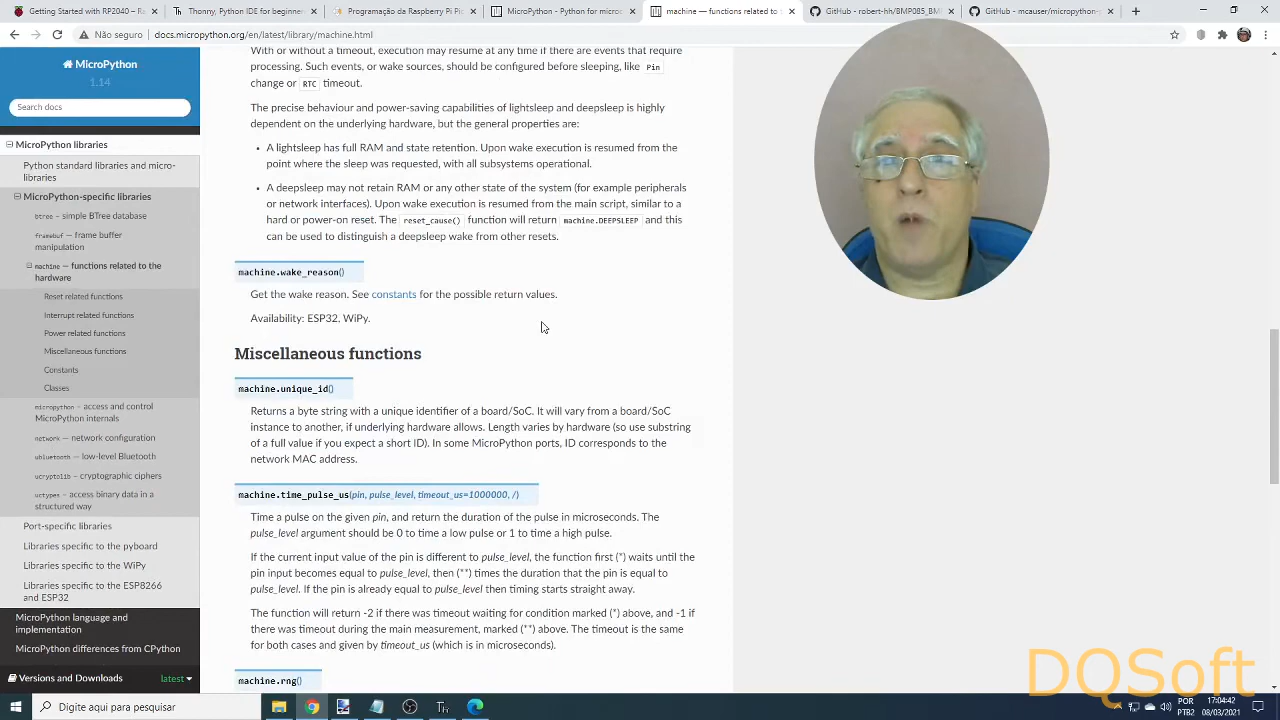 Getting Started with RP2040 – Ra
Thonny, Python IDE for beginner
Programação da Raspberry Pi Pic
MicroPython - Python for microc
machine — functions related to t
GitHub - robert-hh/BMP085_BM
GitHub - mcauser/micropython-
Não seguro | docs.micropython.org/en/latest/library/machine.html
MicroPython
1.14
Search docs
MicroPython libraries
Python standard libraries and micro-
libraries
MicroPython-specific libraries
btree – simple BTree database
framebuf — frame buffer
manipulation
machine — functions related to the
hardware
Reset related functions
Interrupt related functions
Power related functions
Miscellaneous functions
Constants
Classes
micropython – access and control
MicroPython internals
network — network configuration
ubluetooth — low-level Bluetooth
ucryptolib – cryptographic ciphers
uctypes – access binary data in a
structured way
Port-specific libraries
Libraries specific to the pyboard
Libraries specific to the WiPy
Libraries specific to the ESP8266
and ESP32
MicroPython language and
implementation
MicroPython differences from CPython
Versions and Downloads latest
With or without a timeout, execution may resume at any time if there are events that require
processing. Such events, or wake sources, should be configured before sleeping, like Pin
change or RTC timeout.
The precise behaviour and power-saving capabilities of lightsleep and deepsleep is highly
dependent on the underlying hardware, but the general properties are:
• A lightsleep has full RAM and state retention. Upon wake execution is resumed from the
point where the sleep was requested, with all subsystems operational.
• A deepsleep may not retain RAM or any other state of the system (for example peripherals
or network interfaces). Upon wake execution is resumed from the main script, similar to a
hard or power-on reset. The reset_cause() function will return machine.DEEPSLEEP and this
can be used to distinguish a deepsleep wake from other resets.
machine.wake_reason()
Get the wake reason. See constants for the possible return values.
Availability: ESP32, WiPy.
Miscellaneous functions
machine.unique_id()
Returns a byte string with a unique identifier of a board/SoC. It will vary from a board/SoC
instance to another, if underlying hardware allows. Length varies by hardware (so use substring
of a full value if you expect a short ID). In some MicroPython ports, ID corresponds to the
network MAC address.
machine.time_pulse_us(pin, pulse_level, timeout_us=1000000, /)
Time a pulse on the given pin, and return the duration of the pulse in microseconds. The
pulse_level argument should be 0 to time a low pulse or 1 to time a high pulse.
If the current input value of the pin is different to pulse_level, the function first (*) waits until the
pin input becomes equal to pulse_level, then (**) times the duration that the pin is equal to
pulse_level. If the pin is already equal to pulse_level then timing starts straight away.
The function will return -2 if there was timeout waiting for condition marked (*) above, and -1 if
there was timeout during the main measurement, marked (**) above. The timeout is the same
for both cases and given by timeout_us (which is in microseconds).
machine.rng()
DQSoft
Digite aqui para pesquisar
POR
PTB2
17:04:42
08/03/2021